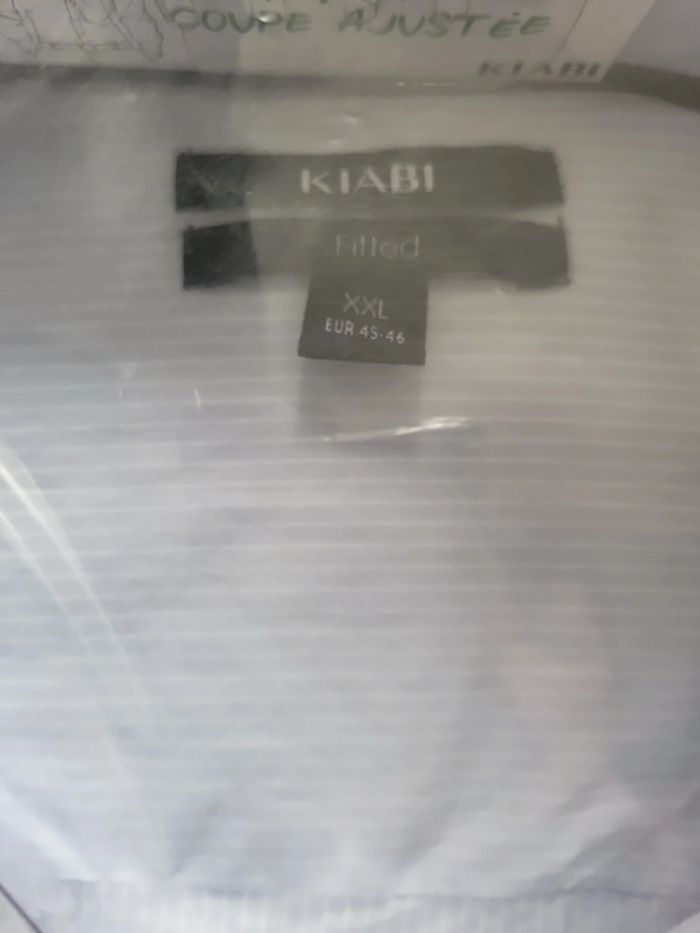 COUPE AJUSTÉE
KIABI
KIABI
Fitted
XXL
EUR 45-46